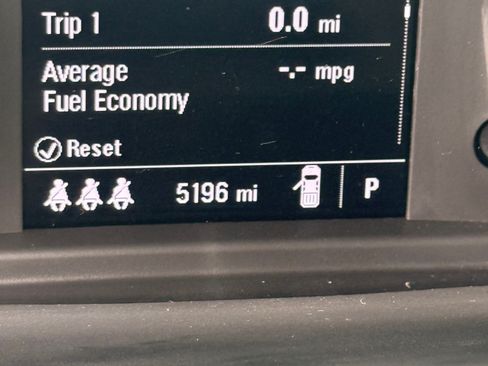 Trip 1 0.0 mi
Average -.- mpg
Fuel Economy
Reset
5196 mi P